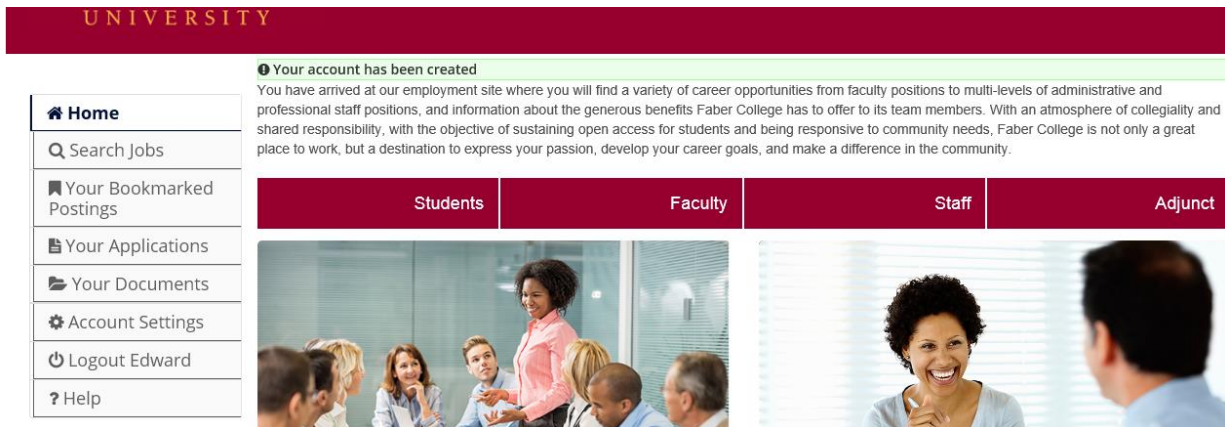 UNIVERSITY
Your account has been created
You have arrived at our employment site where you will find a variety of career opportunities from faculty positions to multi-levels of administrative and
professional staff positions, and information about the generous benefits Faber College has to offer to its team members. With an atmosphere of collegiality and
shared responsibility, with the objective of sustaining open access for students and being responsive to community needs, Faber College is not only a great
place to work, but a destination to express your passion, develop your career goals, and make a difference in the community.
Home
Search Jobs
Your Bookmarked
Postings
Your Applications
Your Documents
Account Settings
Logout Edward
? Help
Students
Faculty
Staff
Adjunct